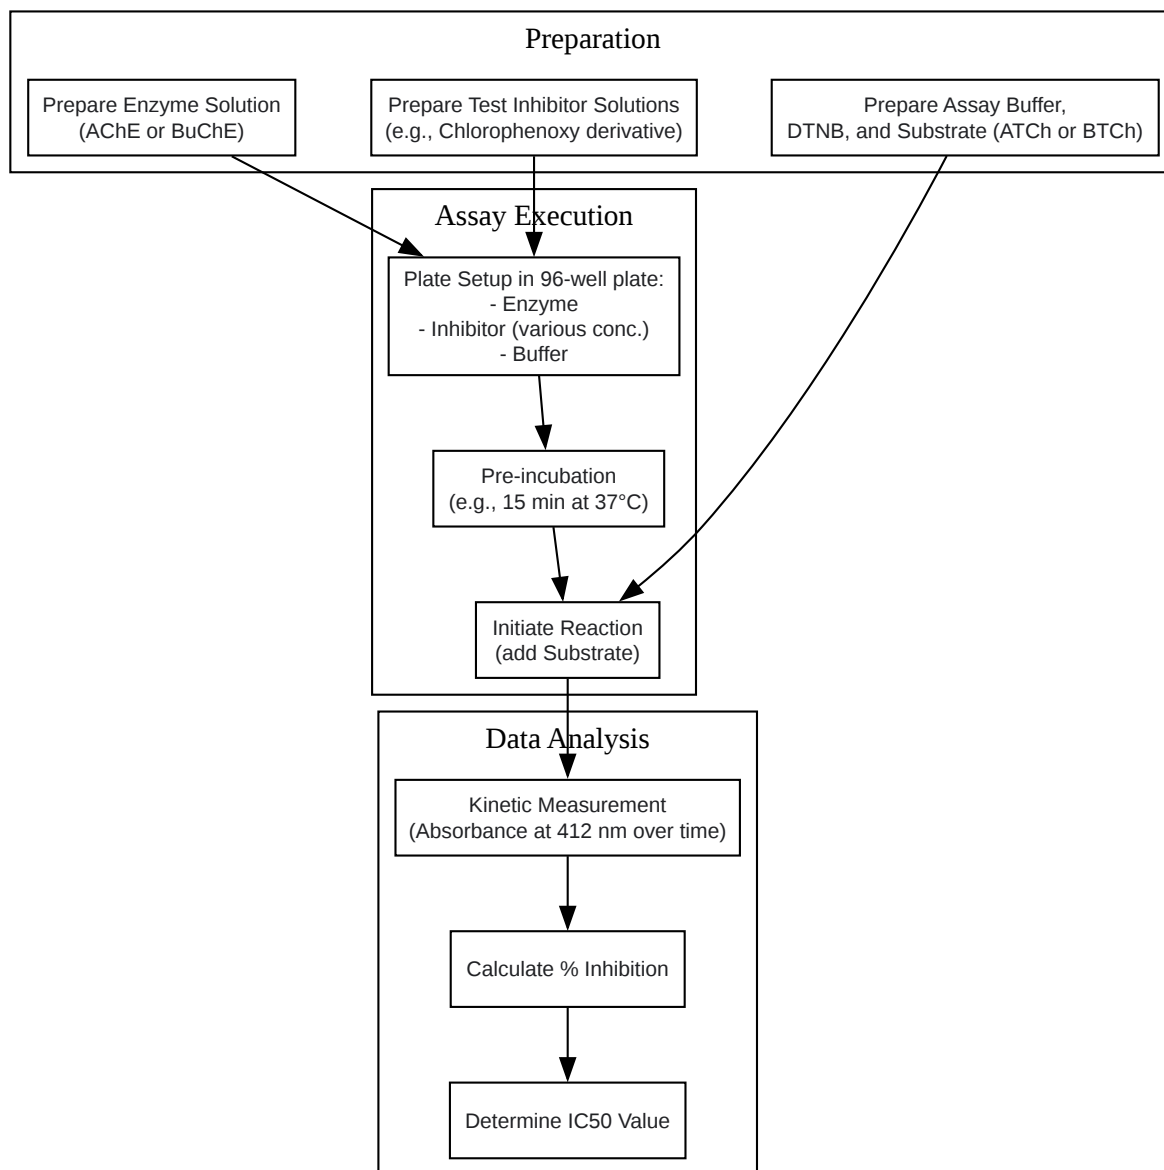 Preparation
Prepare Enzyme Solution
(AChE or BuChE)
Prepare Test Inhibitor Solutions
(e.g., Chlorophenoxy derivative)
Prepare Assay Buffer,
DTNB, and Substrate (ATCh or BTCh)
Assay Execution
Plate Setup in 96-well plate:
- Enzyme
- Inhibitor (various conc.)
- Buffer
Pre-incubation
(e.g., 15 min at 37°C)
Initiate Reaction
(add Substrate)
Data Analysis
Kinetic Measurement
(Absorbance at 412 nm over time)
Calculate % Inhibition
Determine IC50 Value